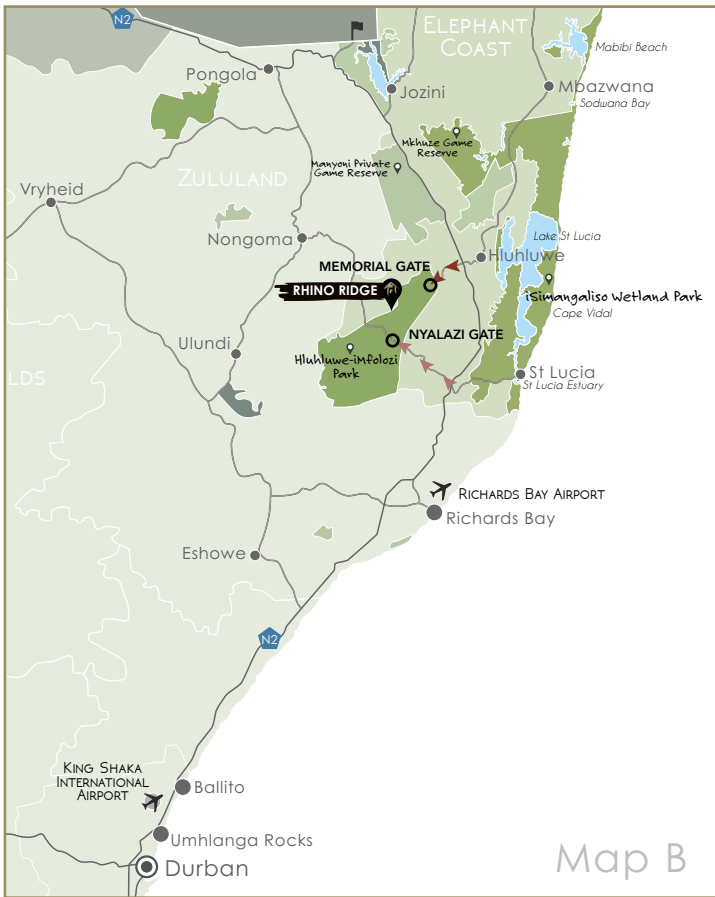 N2
ELEPHANT
COAST
Mabibi Beach
Pongola
Jozini
Mbazwana
Sodwana Bay
Mkhuze Game
Reserve
Manyoni Private
Game Reserve
ZULULAND
Vryheid
Nongoma
Lake St Lucia
Hluhluwe
MEMORIAL GATE
RHINO RIDGE
iSimangaliso Wetland Park
Cape Vidal
NYALAZI GATE
Ulundi
Hluhluwe-iMfolozi
Park
LDS
St Lucia
St Lucia Estuary
RICHARDS BAY AIRPORT
Richards Bay
Eshowe
N2
KING SHAKA
INTERNATIONAL
AIRPORT
Ballito
Umhlanga Rocks
Durban
Map B